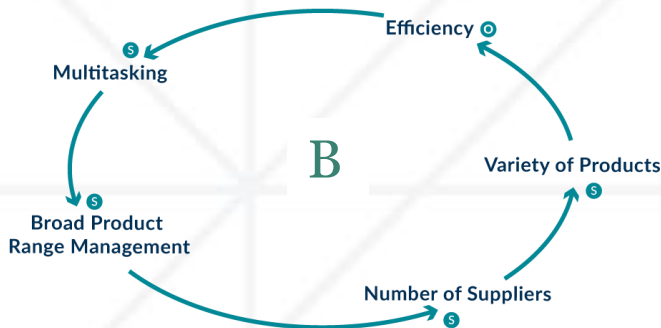 Efficiency O
S
Multitasking
B
Variety of Products
S
S
Broad Product
Range Management
Number of Suppliers
S